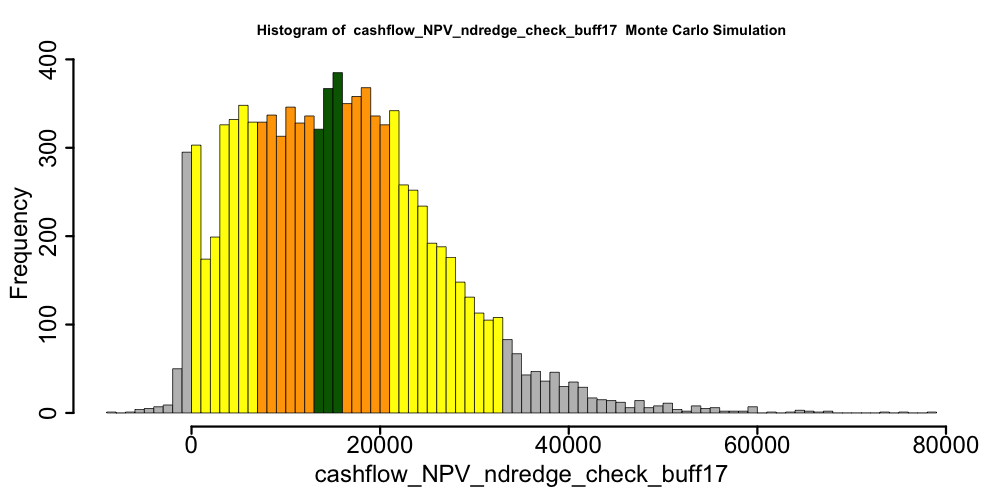 Histogram of  cashflow_NPV_ndredge_check_buff17  Monte Carlo Simulation
400
300
200
100
0
Frequency
0 20000 40000 60000 80000
cashflow_NPV_ndredge_check_buff17